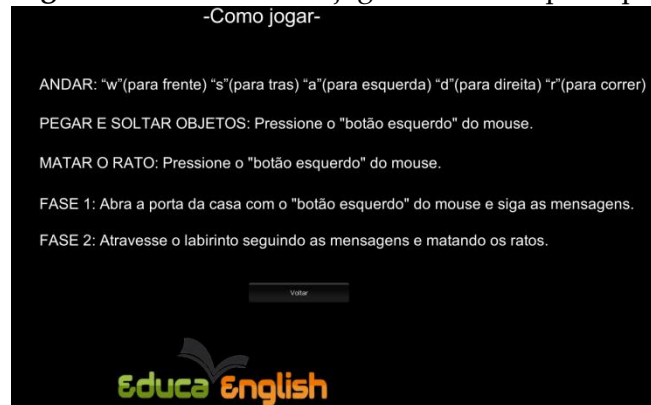 -Como jogar-
ANDAR: “w”(para frente) “s”(para tras) “a”(para esquerda) “d”(para direita) “r”(para correr)
PEGAR E SOLTAR OBJETOS: Pressione o "botão esquerdo" do mouse.
MATAR O RATO: Pressione o "botão esquerdo" do mouse.
FASE 1: Abra a porta da casa com o "botão esquerdo" do mouse e siga as mensagens.
FASE 2: Atravesse o labirinto seguindo as mensagens e matando os ratos.
Voltar
Educa English